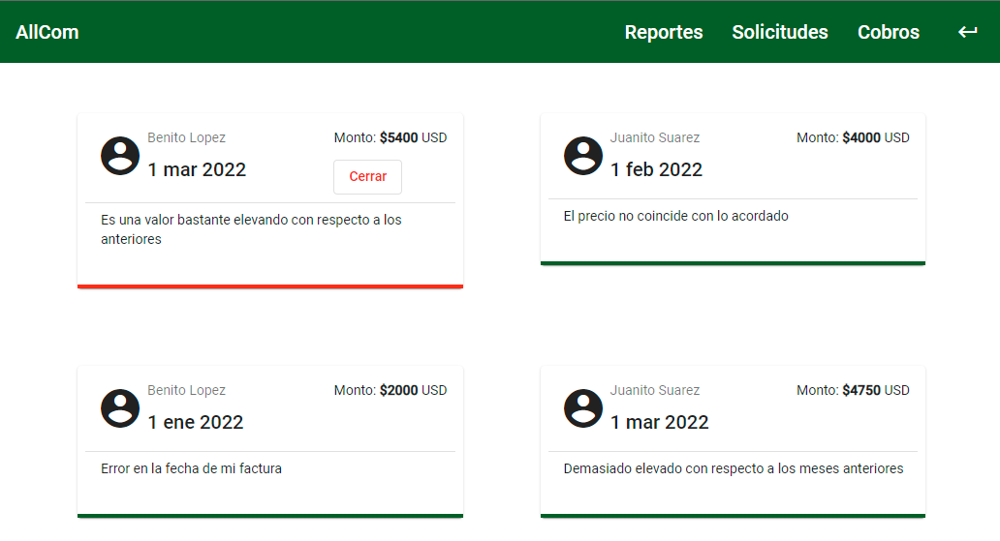 AllCom
Reportes
Solicitudes
Cobros
Benito Lopez
Monto: $5400 USD
1 mar 2022
Cerrar
Es una valor bastante elevando con respecto a los
anteriores
Juanito Suarez
Monto: $4000 USD
1 feb 2022
El precio no coincide con lo acordado
Benito Lopez
Monto: $2000 USD
1 ene 2022
Error en la fecha de mi factura
Juanito Suarez
Monto: $4750 USD
1 mar 2022
Demasiado elevado con respecto a los meses anteriores